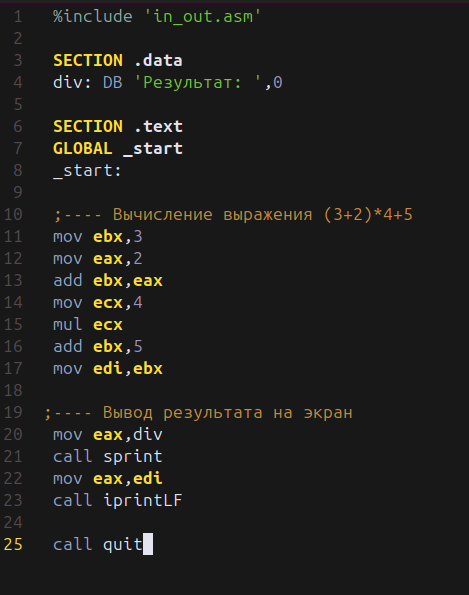 1 %include 'in_out.asm'
2
3 SECTION .data
4 div: DB 'Результат: ',0
5
6 SECTION .text
7 GLOBAL _start
8 _start:
9
10 ;---- Вычисление выражения (3+2)*4+5
11 mov ebx,3
12 mov eax,2
13 add ebx,eax
14 mov ecx,4
15 mul ecx
16 add ebx,5
17 mov edi,ebx
18
19 ;---- Вывод результата на экран
20 mov eax,div
21 call sprint
22 mov eax,edi
23 call iprintLF
24
25 call quit